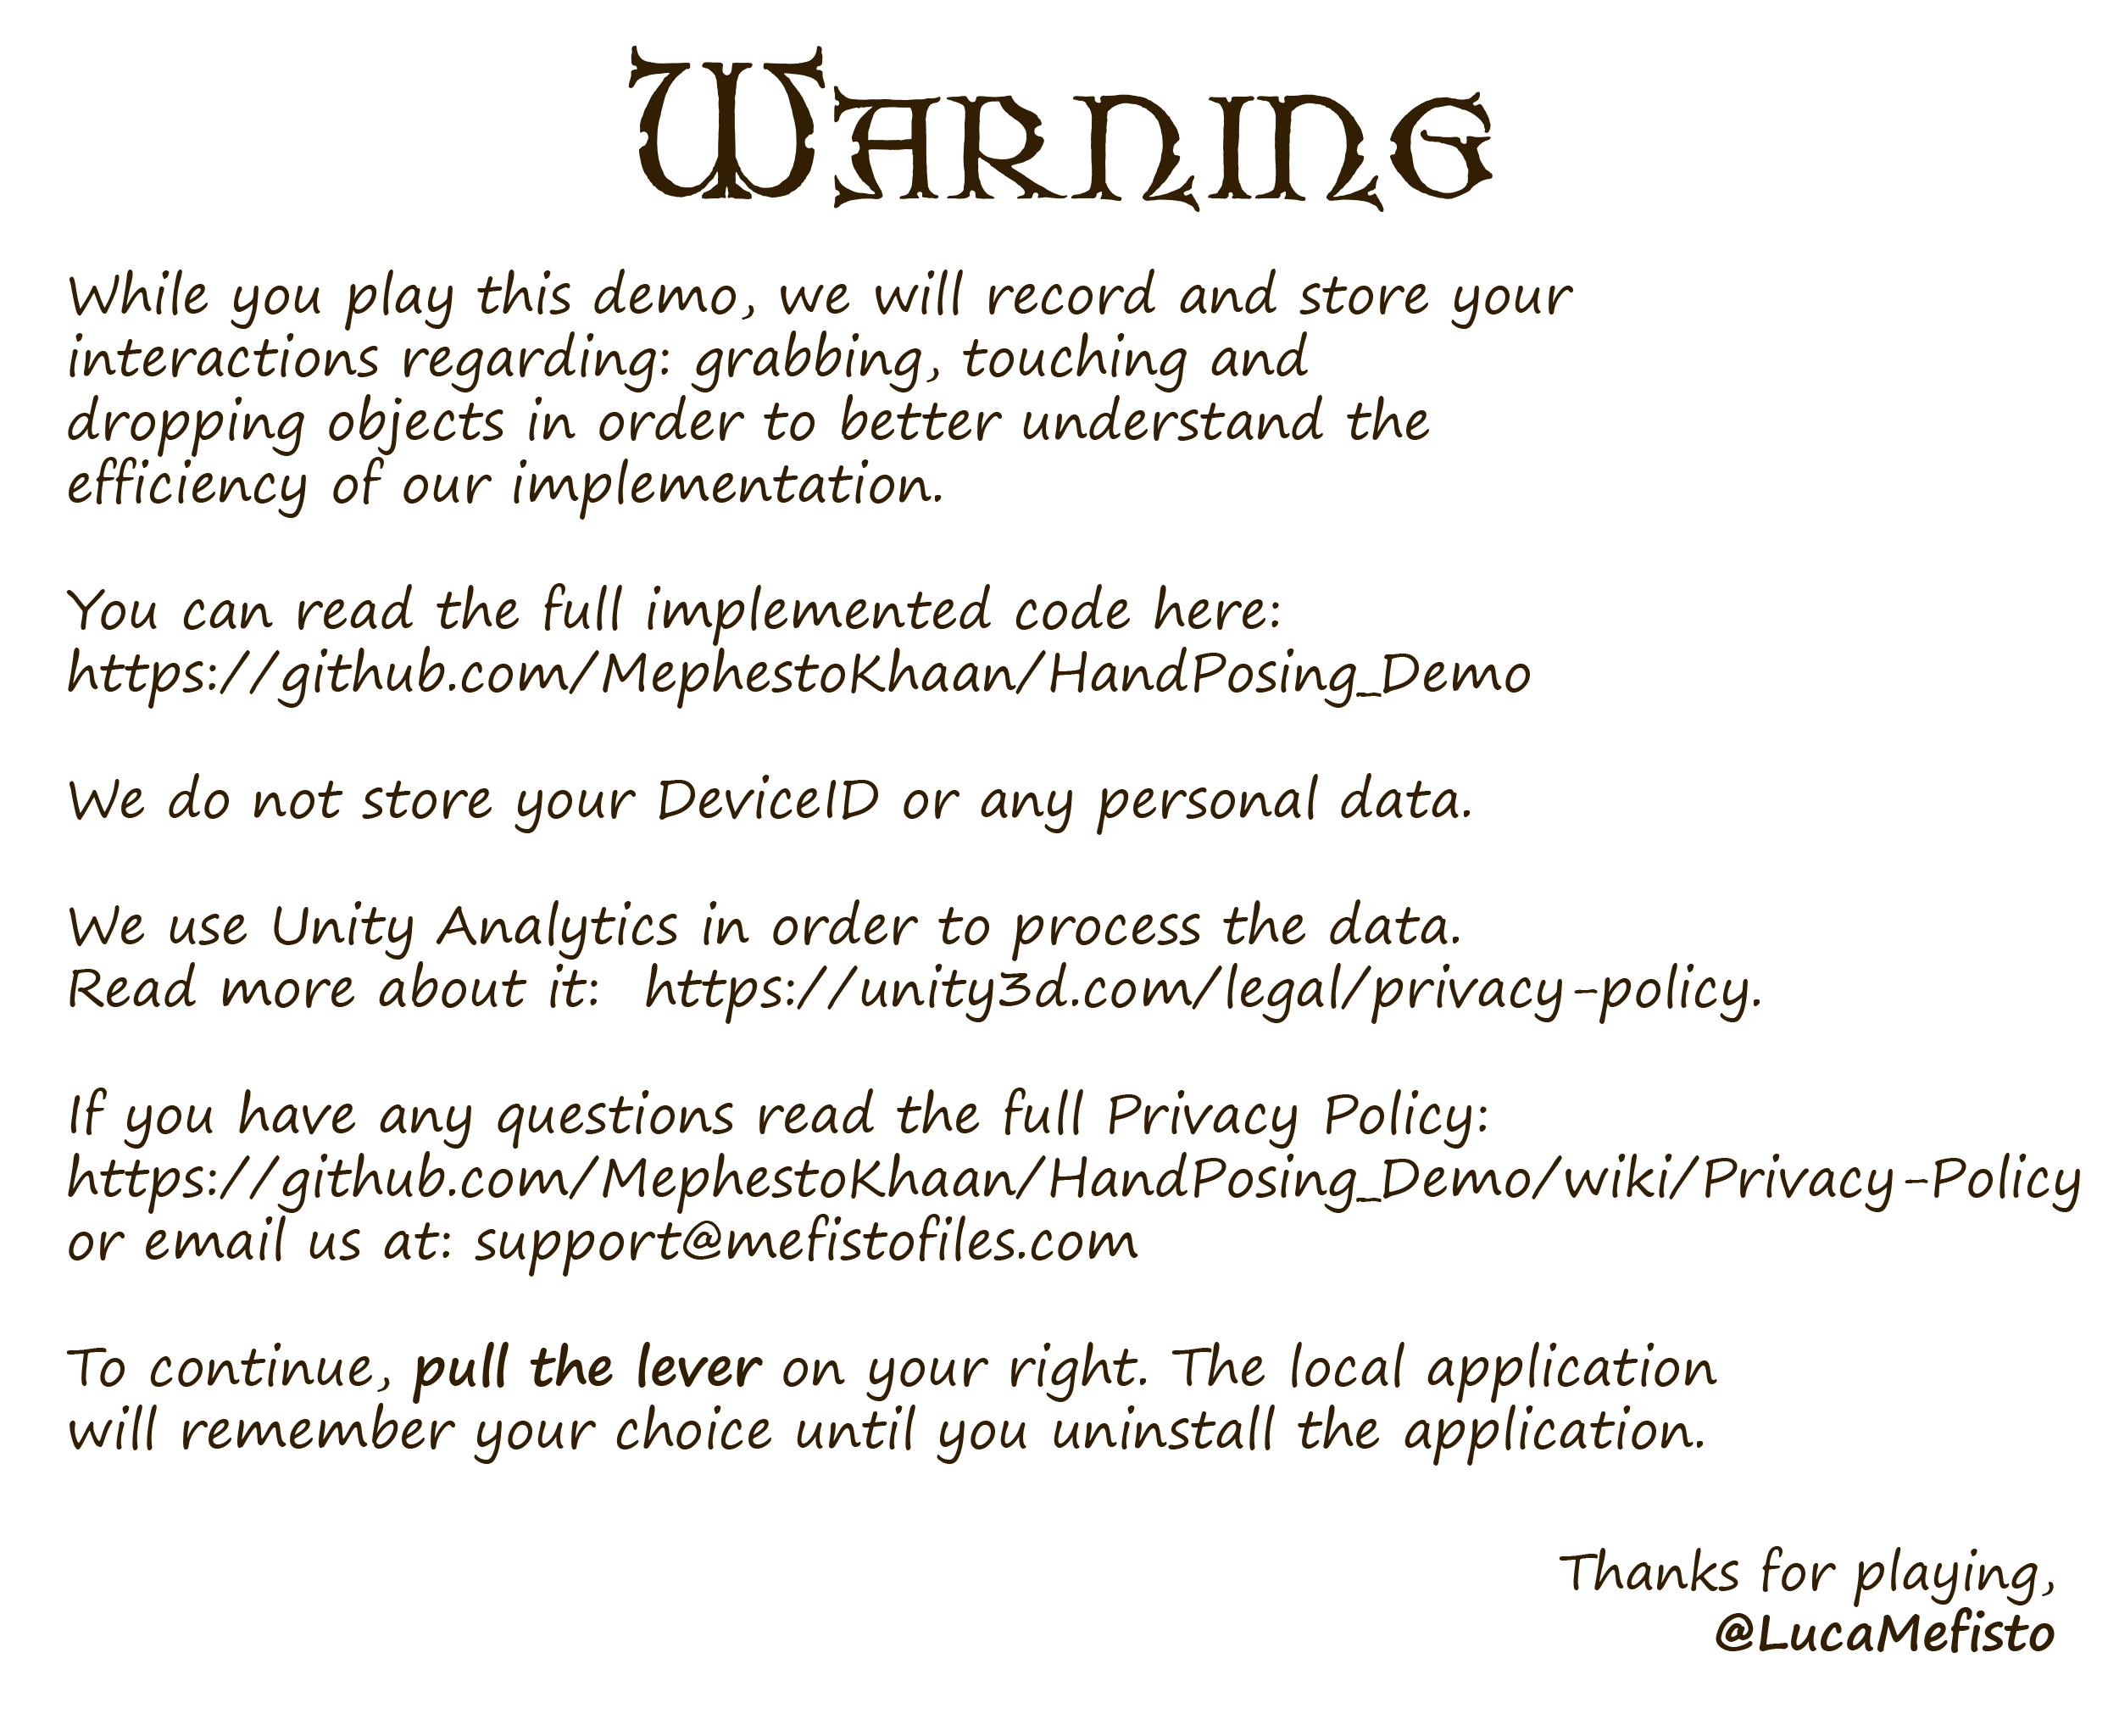 WARNING
While you play this demo, we will record and store your
interactions regarding: grabbing, touching and
dropping objects in order to better understand the
efficiency of our implementation.
You can read the full implemented code here:
https://github.com/MephestoKhaan/HandPosing_Demo
We do not store your DeviceID or any personal data.
We use Unity Analytics in order to process the data.
Read more about it:  https://unity3d.com/legal/privacy-policy.
If you have any questions read the full Privacy Policy:
https://github.com/MephestoKhaan/HandPosing_Demo/wiki/Privacy-Policy
or email us at: support@mefistofiles.com
To continue, pull the lever on your right. The local application
will remember your choice until you uninstall the application.
Thanks for playing,
@LucaMefisto